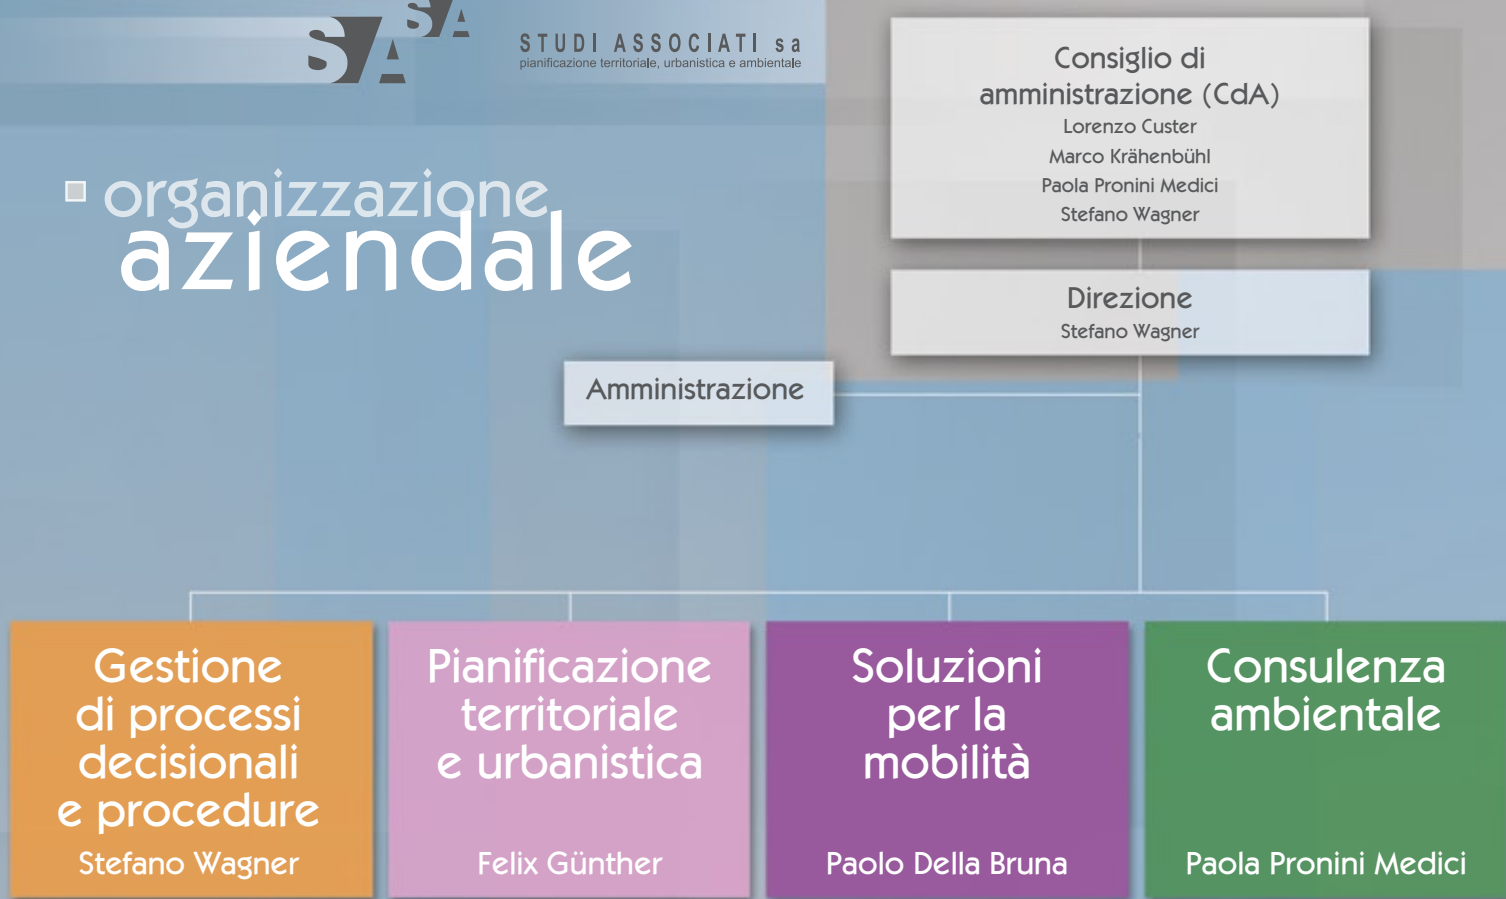 SA
SA
STUDI ASSOCIATI sa
pianificazione territoriale, urbanistica e ambientale
organizzazione
aziendale
Consiglio di
amministrazione (CdA)
Lorenzo Custer
Marco Krähenbühl
Paola Pronini Medici
Stefano Wagner
Direzione
Stefano Wagner
Amministrazione
Gestione
di processi
decisionali
e procedure
Stefano Wagner
Pianificazione
territoriale
e urbanistica
Felix Günther
Soluzioni
per la
mobilità
Paolo Della Bruna
Consulenza
ambientale
Paola Pronini Medici